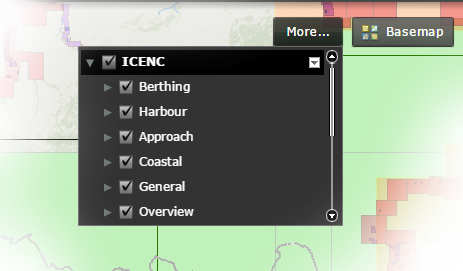 More... Basemap
ICENC
Berthing
Harbour
Approach
Coastal
General
Overview